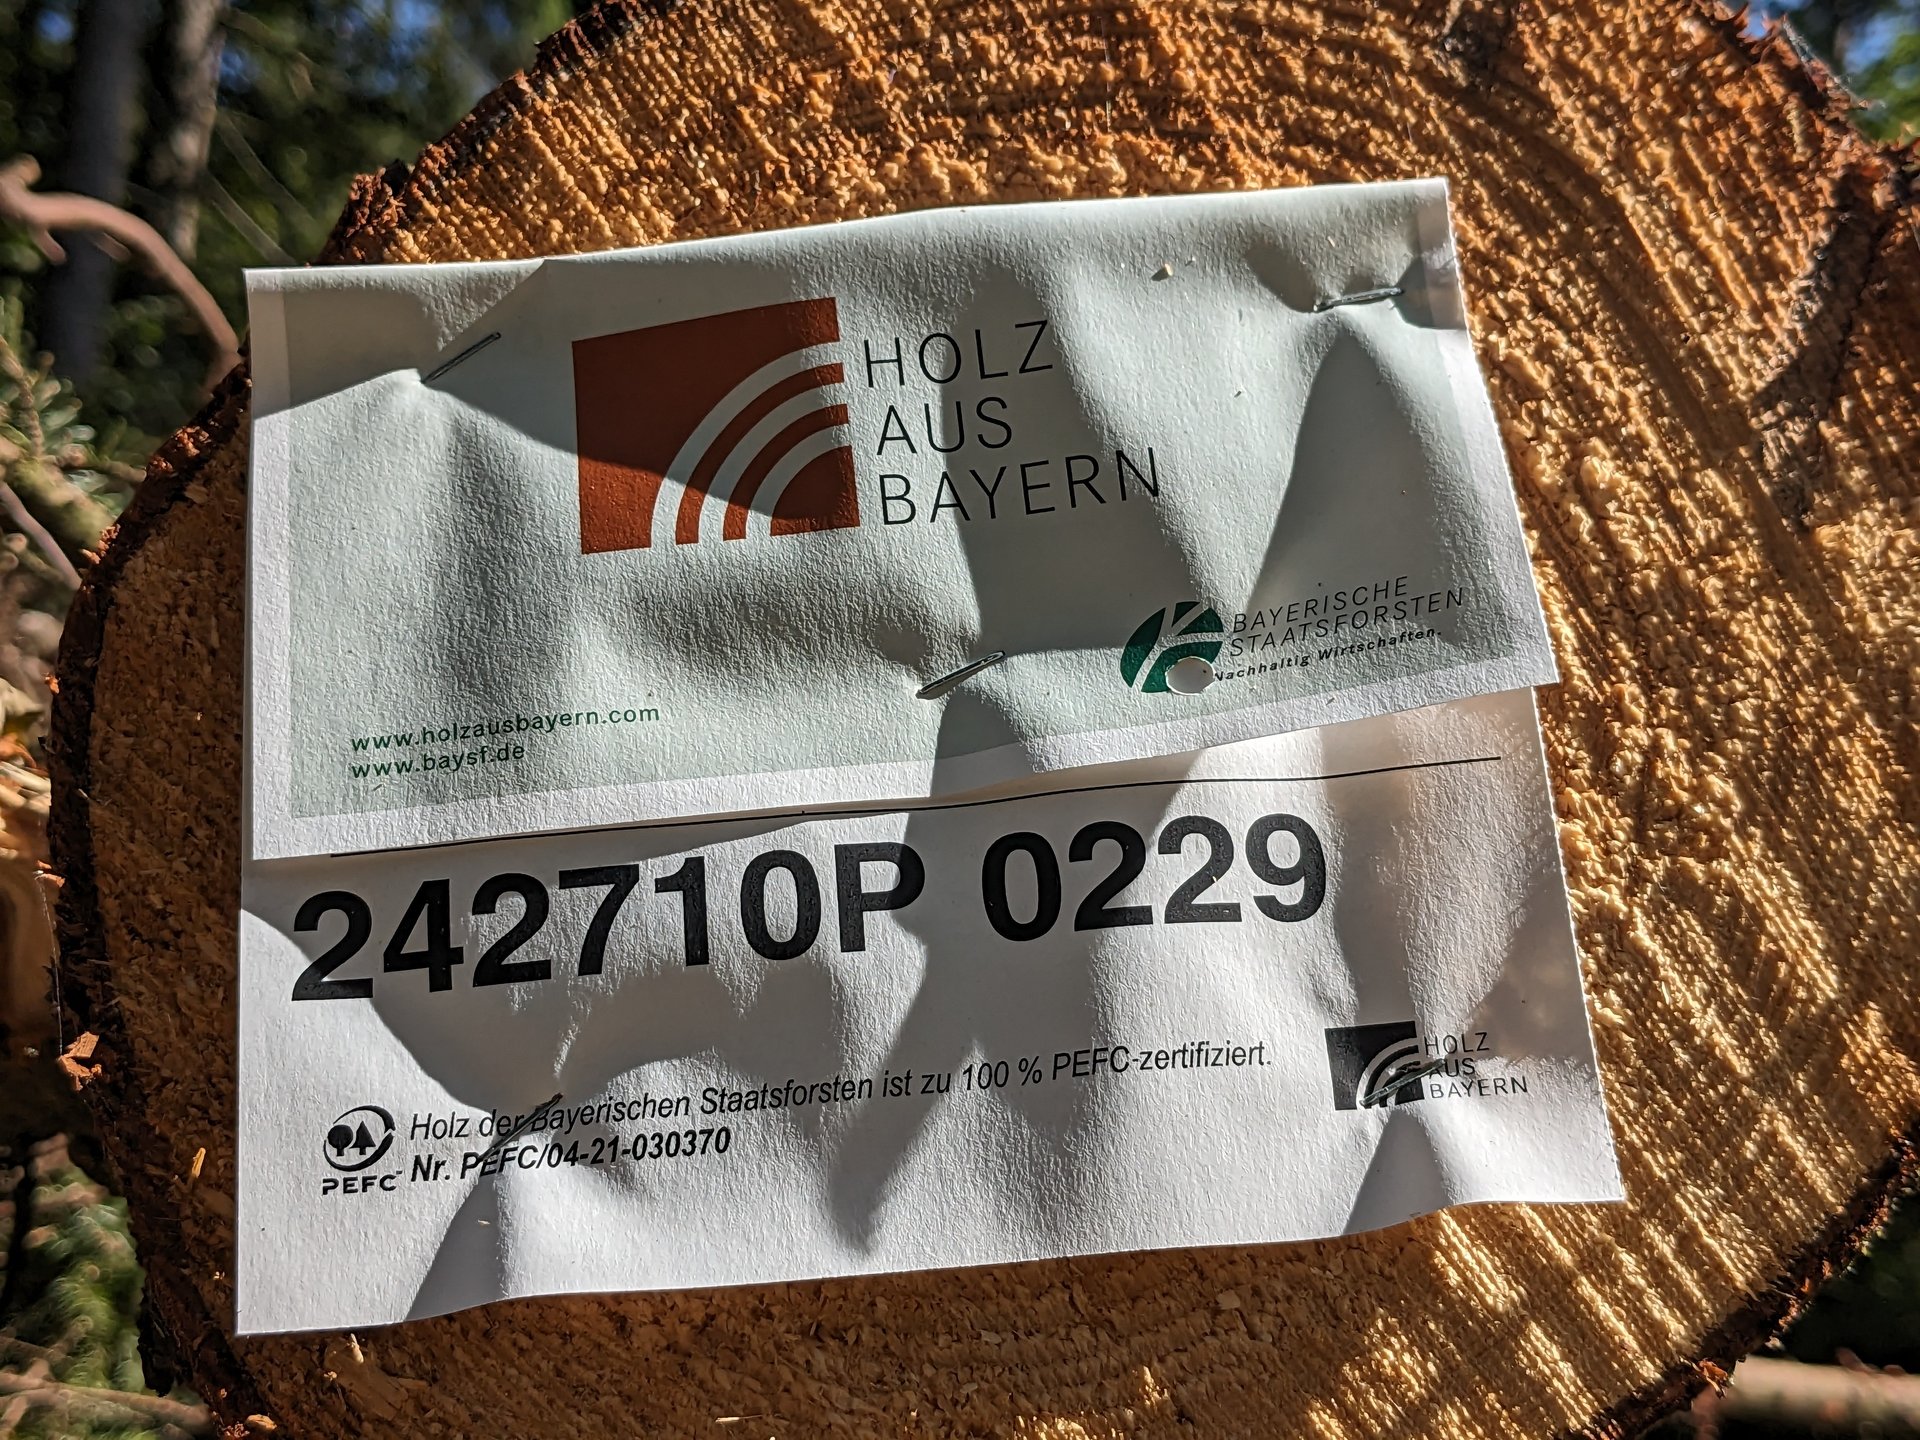 HOLZ
AUS
BAYERN
BAYERISCHE
STAATSFORSTEN
Nachhaltig Wirtschaften.
www.holzausbayern.com
www.baysf.de
242710P 0229
Holz der Bayerischen Staatsforsten ist zu 100 % PEFC-zertifiziert.
Nr. PEFC/04-21-030370
PEFC
HOLZ
AUS
BAYERN